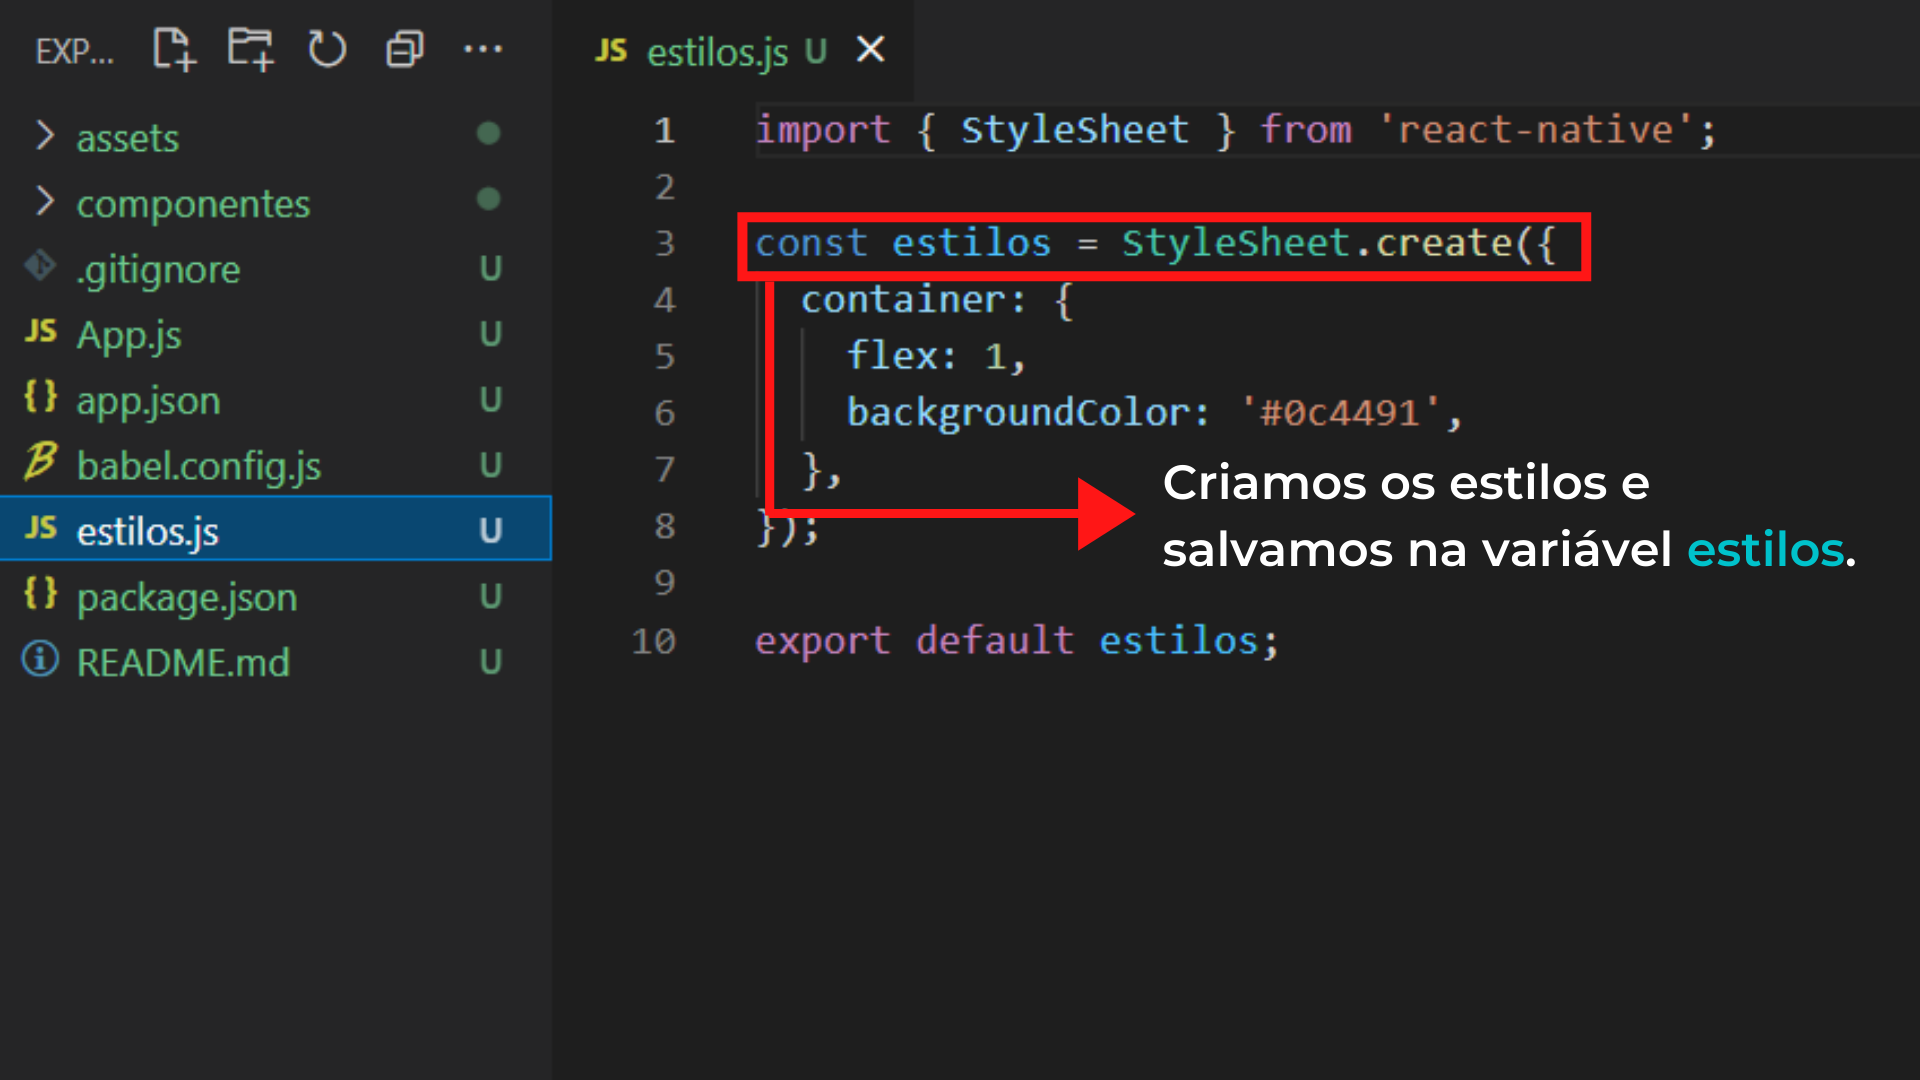 EXP...
assets
componentes
.gitignore U
JS App.js U
{} app.json U
B babel.config.js U
JS estilos.js U
{} package.json U
README.md U
JS estilos.js U
1 import { StyleSheet } from 'react-native';
2
3 const estilos = StyleSheet.create({
4 container: {
5 flex: 1,
6 backgroundColor: '#0c4491',
7 },
8 });
9
10 export default estilos;
Criamos os estilos e
salvamos na variável estilos.